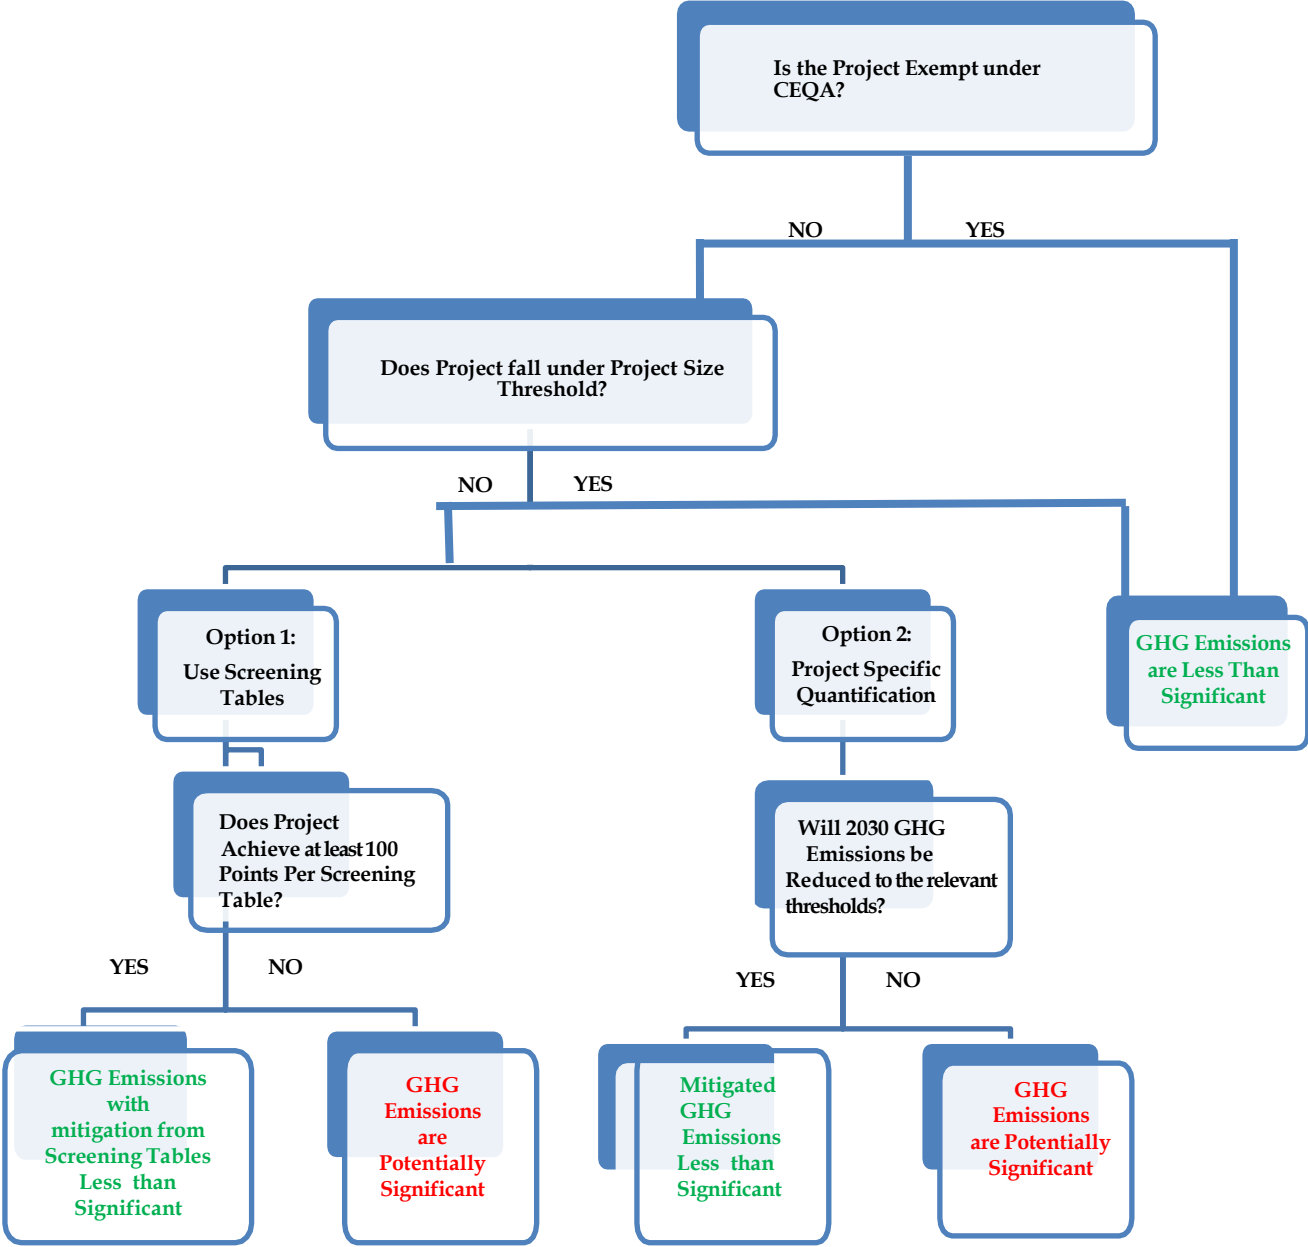 Is the Project Exempt under
CEQA?
NO
YES
Does Project fall under Project Size
Threshold?
NO
YES
Option 1:
Use Screening
Tables
Option 2:
Project Specific
Quantification
GHG Emissions
are Less Than
Significant
Does Project
Achieve at least 100
Points Per Screening
Table?
Will 2030 GHG
Emissions be
Reduced to the relevant
thresholds?
YES
NO
YES
NO
GHG Emissions
with
mitigation from
Screening Tables
Less than
Significant
GHG
Emissions
are
Potentially
Significant
Mitigated
GHG
Emissions
Less than
Significant
GHG
Emissions
are Potentially
Significant